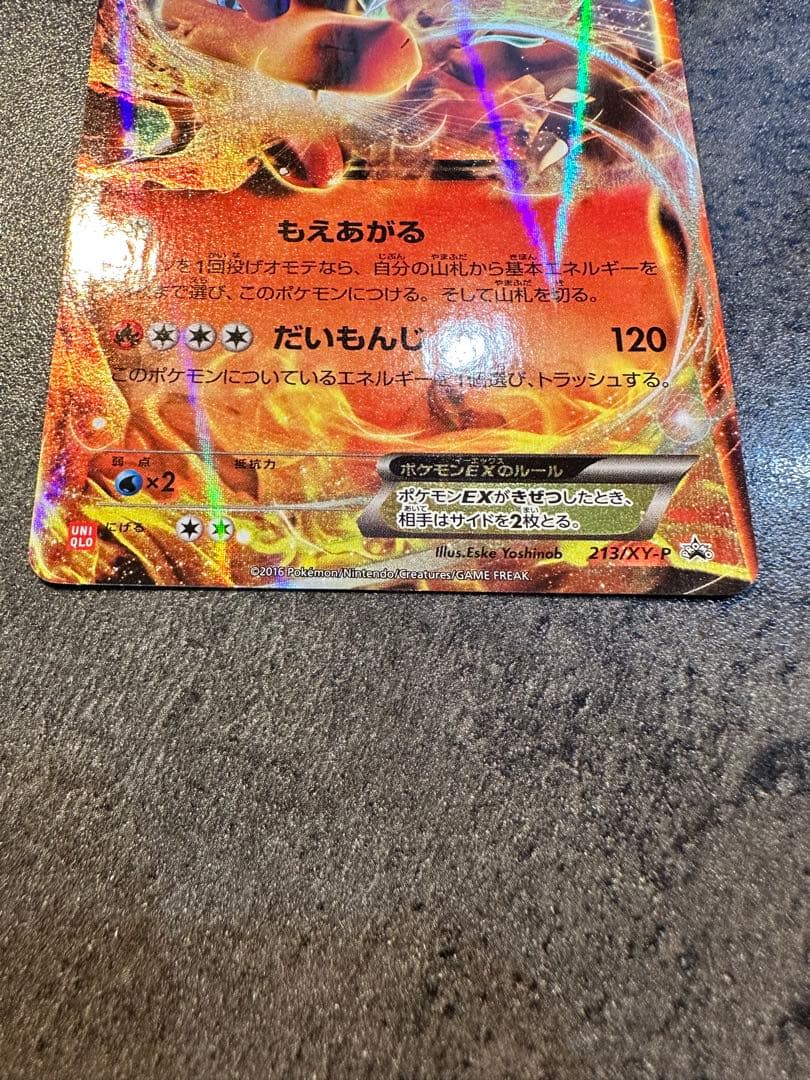 もえあがる
を1回投げオモテなら、自分の山札から基本エネルギーを
まで選び、このポケモンにつける。そして山札を切る。
だいもんじ 120
このポケモンについているエネルギーを 選び、トラッシュする。
弱点 抵抗力 ポケモンEXのルール
×2 ポケモンEXがきぜつしたとき、
相手はサイドを2枚とる。
UNI
QLO
にげる
Illus.Eske Yoshinob 213/XY-P
©2016 Pokémon/Nintendo/Creatures/GAME FREAK.